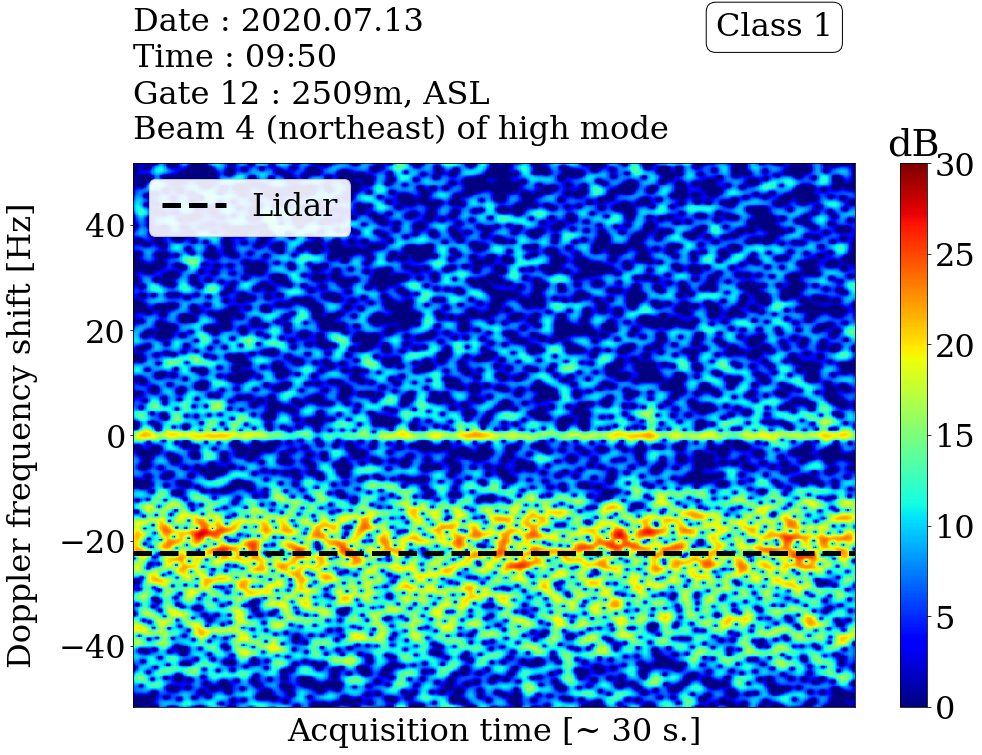 Date : 2020.07.13
Class 1
Time : 09:50
Gate 12 : 2509m, ASL
Beam 4 (northeast) of high mode
dB
Lidar
Doppler frequency shift [Hz]
40
20
0
−20
−40
Acquisition time [~ 30 s.]
30
25
20
15
10
5
0